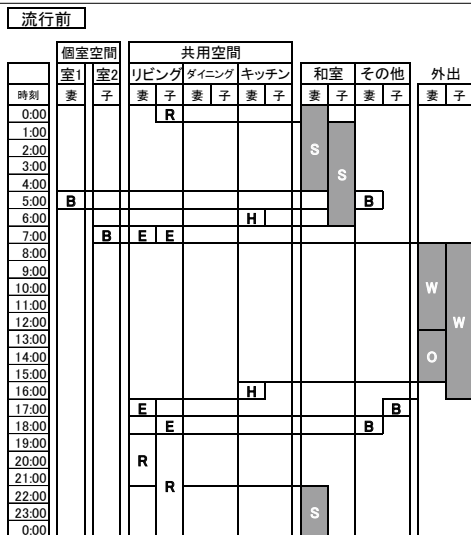 流行前
個室空間 共用空間
室1 室2 リビング ダイニング キッチン 和室 その他 外出
時刻 妻 子 妻 子 妻 子 妻 子 妻 子 妻 子 妻 子
0:00 R
1:00
2:00 S
3:00 S
4:00
5:00 B B
6:00 H
7:00 B E E
8:00
9:00
10:00 W
11:00
12:00 W
13:00
14:00 O
15:00
16:00 H
17:00 E B
18:00 E B
19:00
20:00 R
21:00 R
22:00
23:00 S
0:00